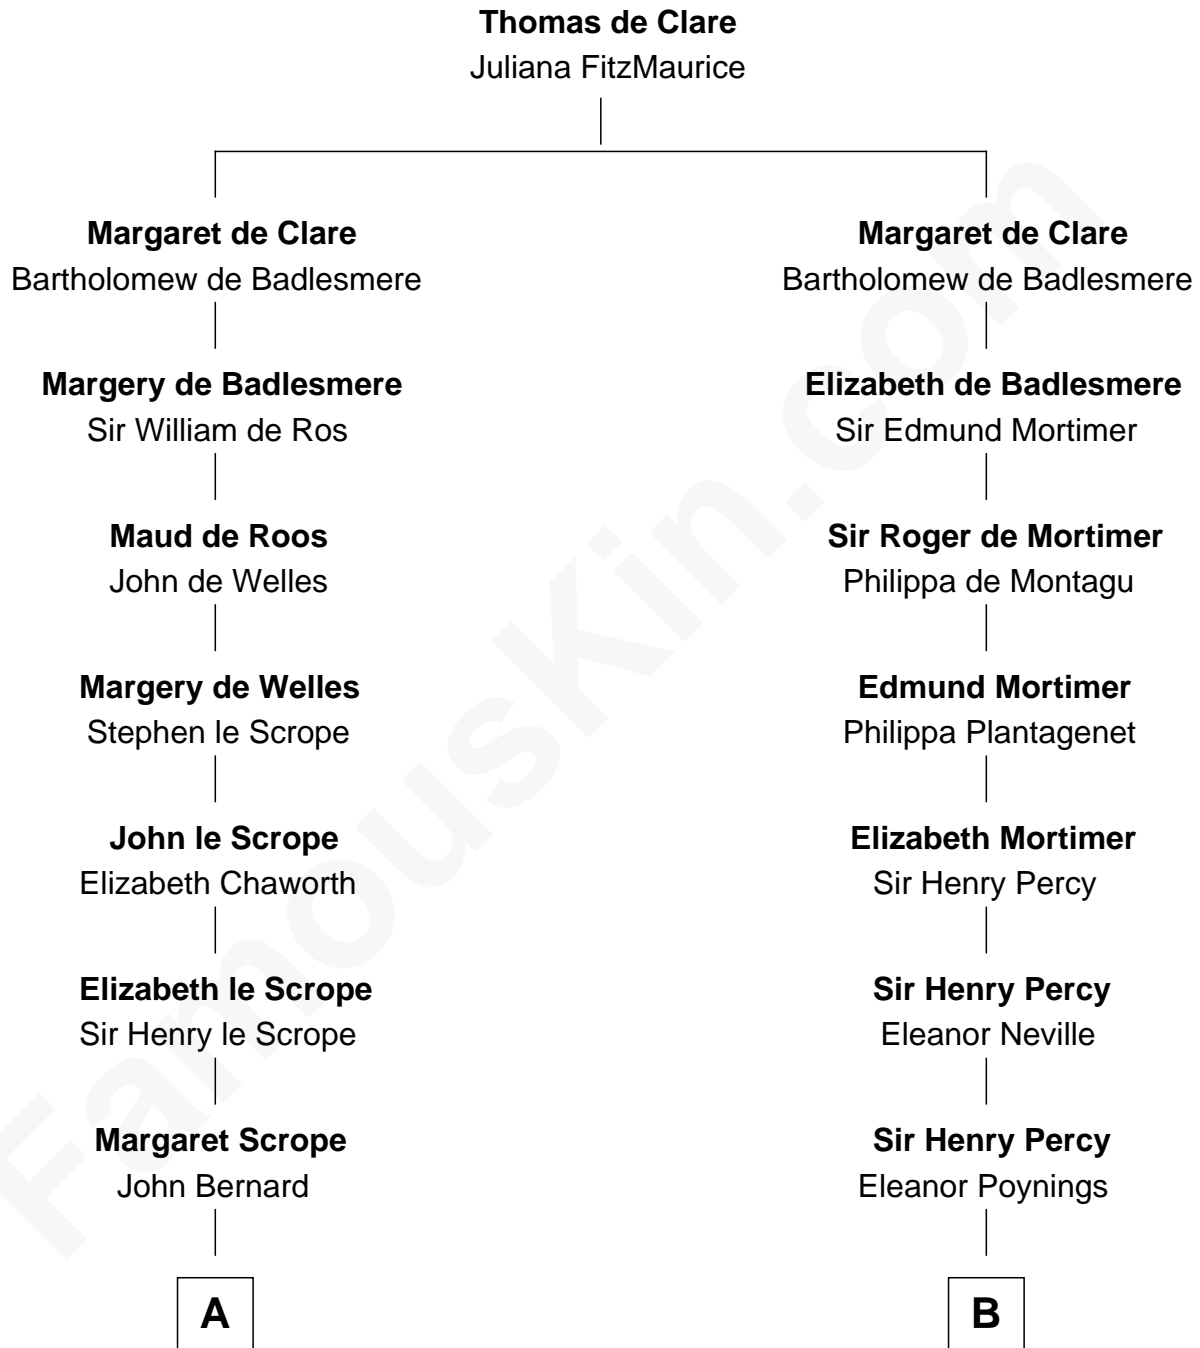 Thomas de Clare
Juliana FitzMaurice
Margaret de Clare
Bartholomew de Badlesmere
Margery de Badlesmere
Sir William de Ros
Maud de Roos
John de Welles
Margery de Welles
Stephen le Scrope
John le Scrope
Elizabeth Chaworth
Elizabeth le Scrope
Sir Henry le Scrope
Margaret Scrope
John Bernard
A
Margaret de Clare
Bartholomew de Badlesmere
Elizabeth de Badlesmere
Sir Edmund Mortimer
Sir Roger de Mortimer
Philippa de Montagu
Edmund Mortimer
Philippa Plantagenet
Elizabeth Mortimer
Sir Henry Percy
Sir Henry Percy
Eleanor Neville
Sir Henry Percy
Eleanor Poynings
B
FamousKin.com